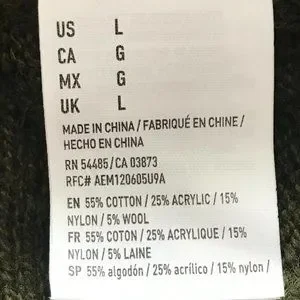 US L
CA G
MX G
UK L
MADE IN CHINA / FABRIQUÉ EN CHINE /
HECHO EN CHINA
RN 54485 / CA 03873
RFC# AEM120605U9A
EN 55% COTTON / 25% ACRYLIC / 15%
NYLON / 5% WOOL
FR 55% COTON / 25% ACRYLIQUE / 15%
NYLON / 5% LAINE
SP 55% algodón / 25% acrílico / 15% nylon /